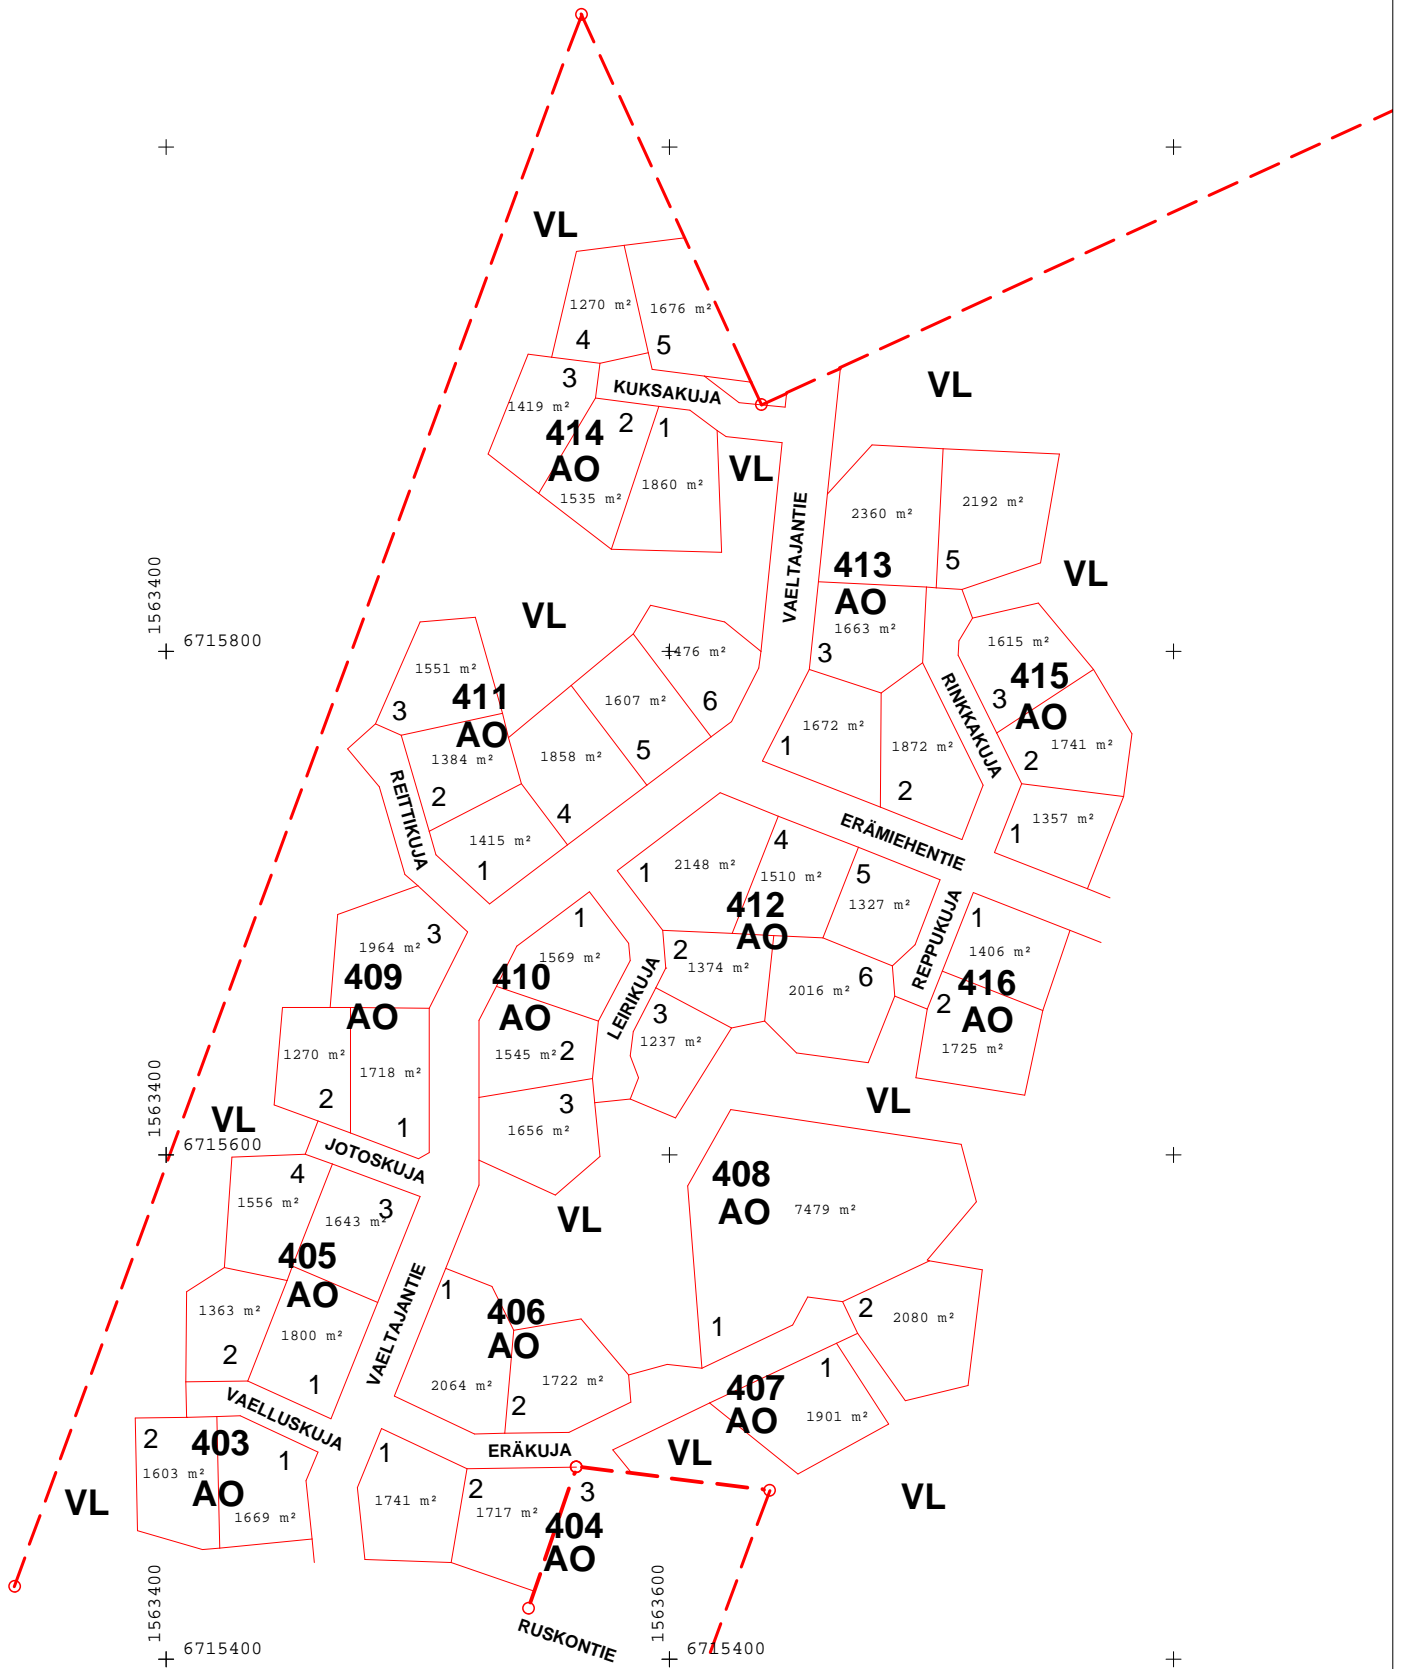 VL
1270 m²
1676 m²
4
5
3
KUKSAKUJA
VL
1419 m²
2
1
414
AO
VL
1860 m²
1535 m²
VAELTAJANTIE
2360 m²
2192 m²
413
AO
5
VL
1563400
6715800
VL
1663 m²
3
1476 m²
1615 m²
415
AO
3
1551 m²
411
AO
3
1607 m²
6
RINKKAKUJA
1672 m²
1
1872 m²
2
1741 m²
2
1384 m²
2
1858 m²
5
4
REITTIKUJA
1415 m²
1
ERÄMIEHENTIE
1357 m²
1
4
2148 m²
1
1510 m²
5
1327 m²
412
AO
REPPUKUJA
1
1406 m²
416
AO
2
1725 m²
3
1964 m²
409
AO
1
1569 m²
410
AO
LEIRIKUJA
2
1374 m²
2016 m²
6
3
1237 m²
1270 m²
2
1718 m²
1
1545 m²
2
3
1656 m²
VL
VL
1563400
6715600
JOTOSKUJA
4
1556 m²
3
1643 m²
405
AO
VL
408
AO
7479 m²
1
1363 m²
2
1800 m²
1
VAELTAJANTIE
1
406
AO
2064 m²
1722 m²
2
2
2080 m²
VAELLUSKUJA
1
407
AO
1901 m²
2
403
AO
1
1603 m²
1669 m²
VL
1
1741 m²
2
1717 m²
ERÄKUJA
VL
3
404
AO
VL
1563400
6715400
RUSKONTIE
1563600
6715400